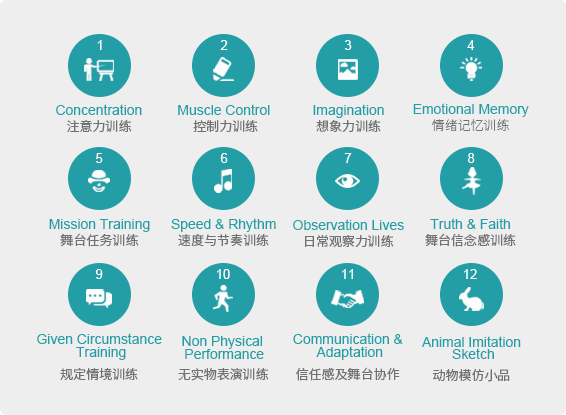 1
2
3
4
Concentration
Muscle Control
Imagination
Emotional Memory
注意力训练
控制力训练
想象力训练
情绪记忆训练
5
6
7
8
Mission Training
Speed & Rhythm
Observation Lives
Truth & Faith
舞台任务训练
速度与节奏训练
日常观察力训练
舞台信念感训练
9
10
11
12
Given Circumstance
Training
Non Physical
Performance
Communication &
Adaptation
Animal Imitation
Sketch
规定情境训练
无实物表演训练
信任感及舞台协作
动物模仿小品